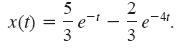 x(t) = 5/3 e^{-t} − 2/3 e^{-4t}.